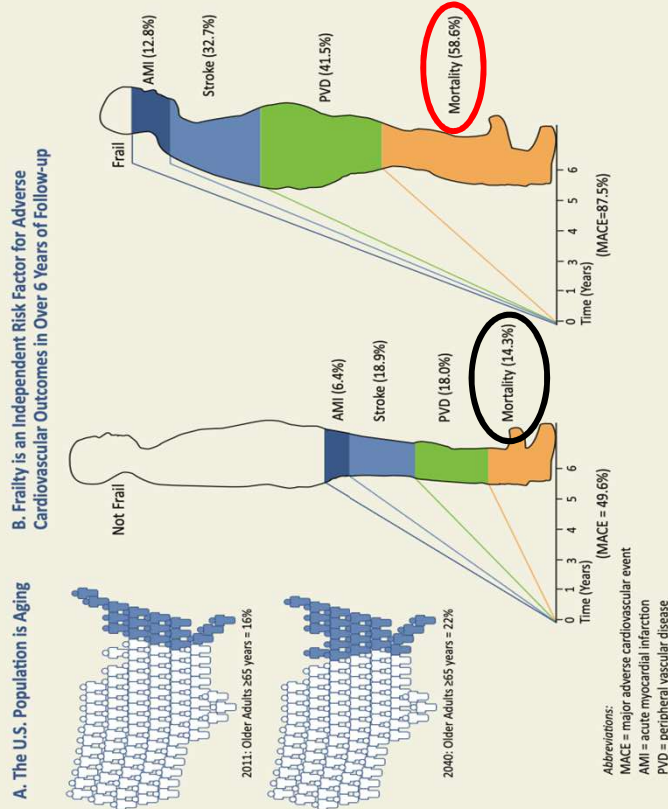 A. The U.S. Population is Aging
2011: Older Adults ≥65 years = 16%
2040: Older Adults ≥65 years = 22%
B. Frailty is an Independent Risk Factor for Adverse
Cardiovascular Outcomes in Over 6 Years of Follow-up
Not Frail
AMI (6.4%)
Stroke (18.9%)
PVD (18.0%)
Mortality (14.3%)
0 1 3 4 5 6
Time (Years)
(MACE = 49.6%)
Frail
AMI (12.8%)
Stroke (32.7%)
PVD (41.5%)
Mortality (58.6%)
0 1 3 4 5 6
Time (Years)
(MACE=87.5%)
Abbreviations:
MACE = major adverse cardiovascular event
AMI = acute myocardial infarction
PVD = peripheral vascular disease